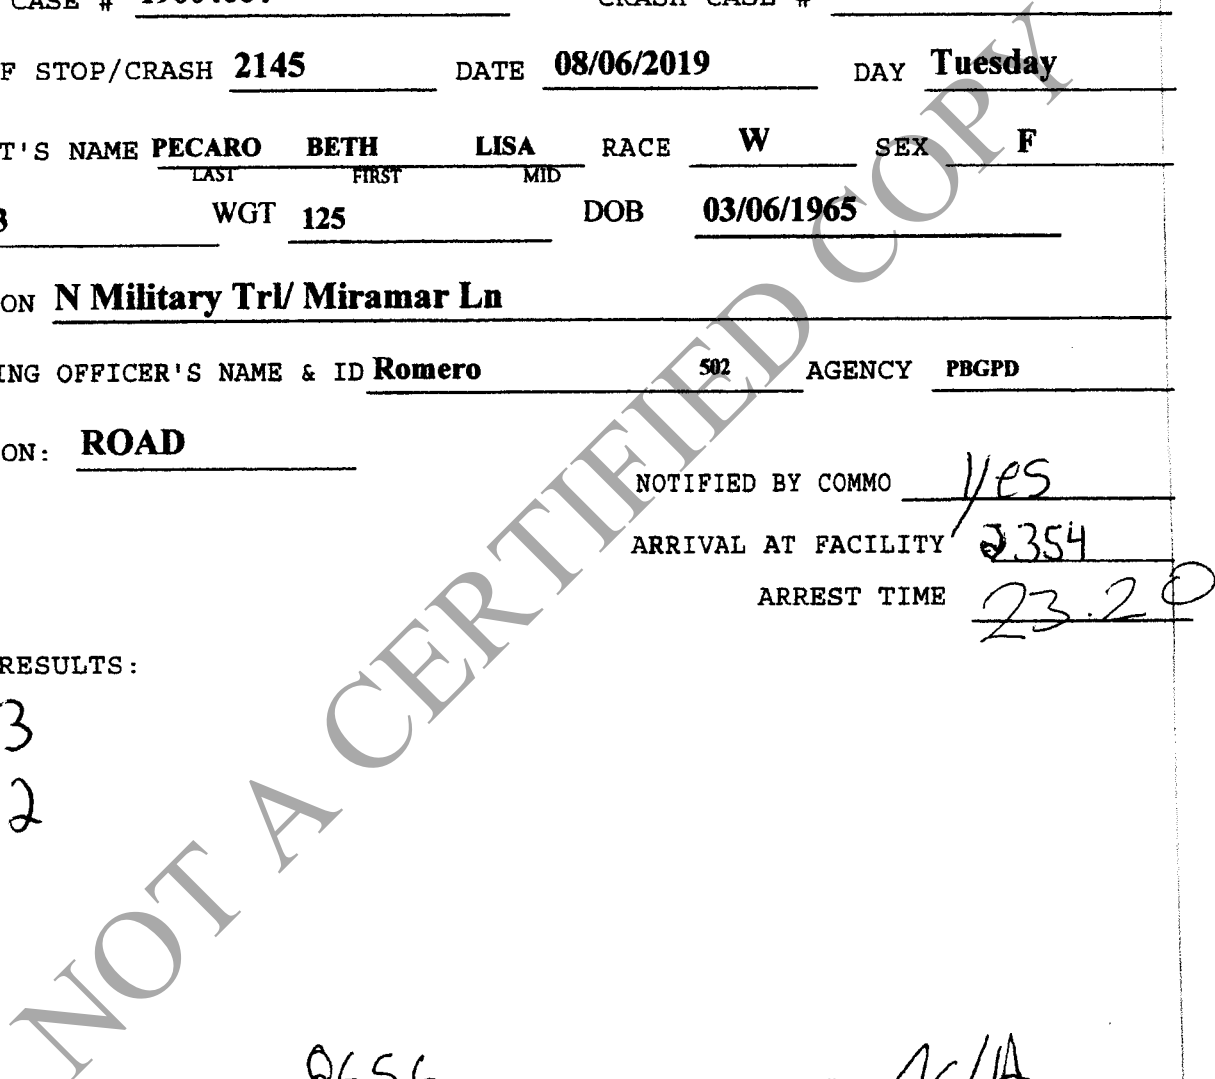 CASE #
CRASH CASE #
F STOP/CRASH 2145 DATE 08/06/2019 DAY Tuesday
T'S NAME PECARO BETH LISA RACE W SEX F
LAST FIRST MID
3 WGT 125 DOB 03/06/1965
ON N Military Trl/ Miramar Ln
ING OFFICER'S NAME & ID Romero 502 AGENCY PBGPD
ON: ROAD
NOTIFIED BY COMMO Yes
ARRIVAL AT FACILITY 2354
ARREST TIME 23.20
RESULTS:
3
2
NOT A CERTIFIED COPY